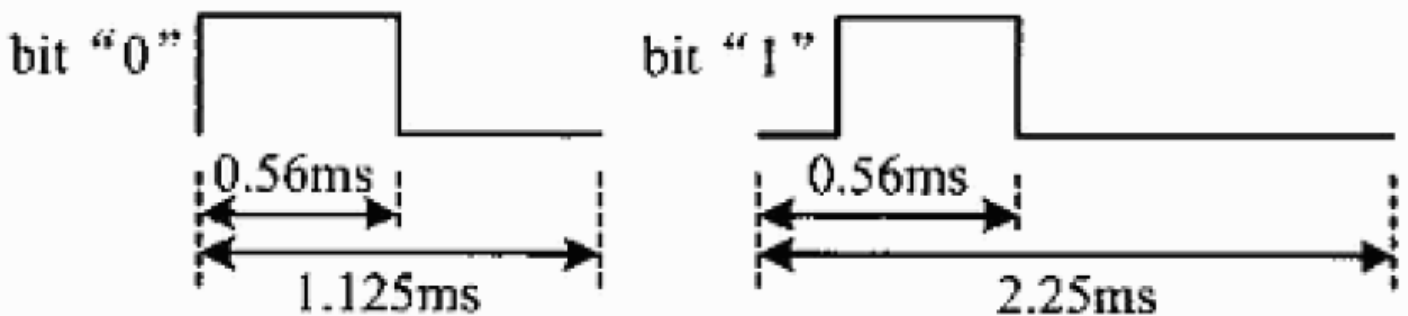 bit “0” bit “1”
0.56ms 0.56ms
1.125ms 2.25ms